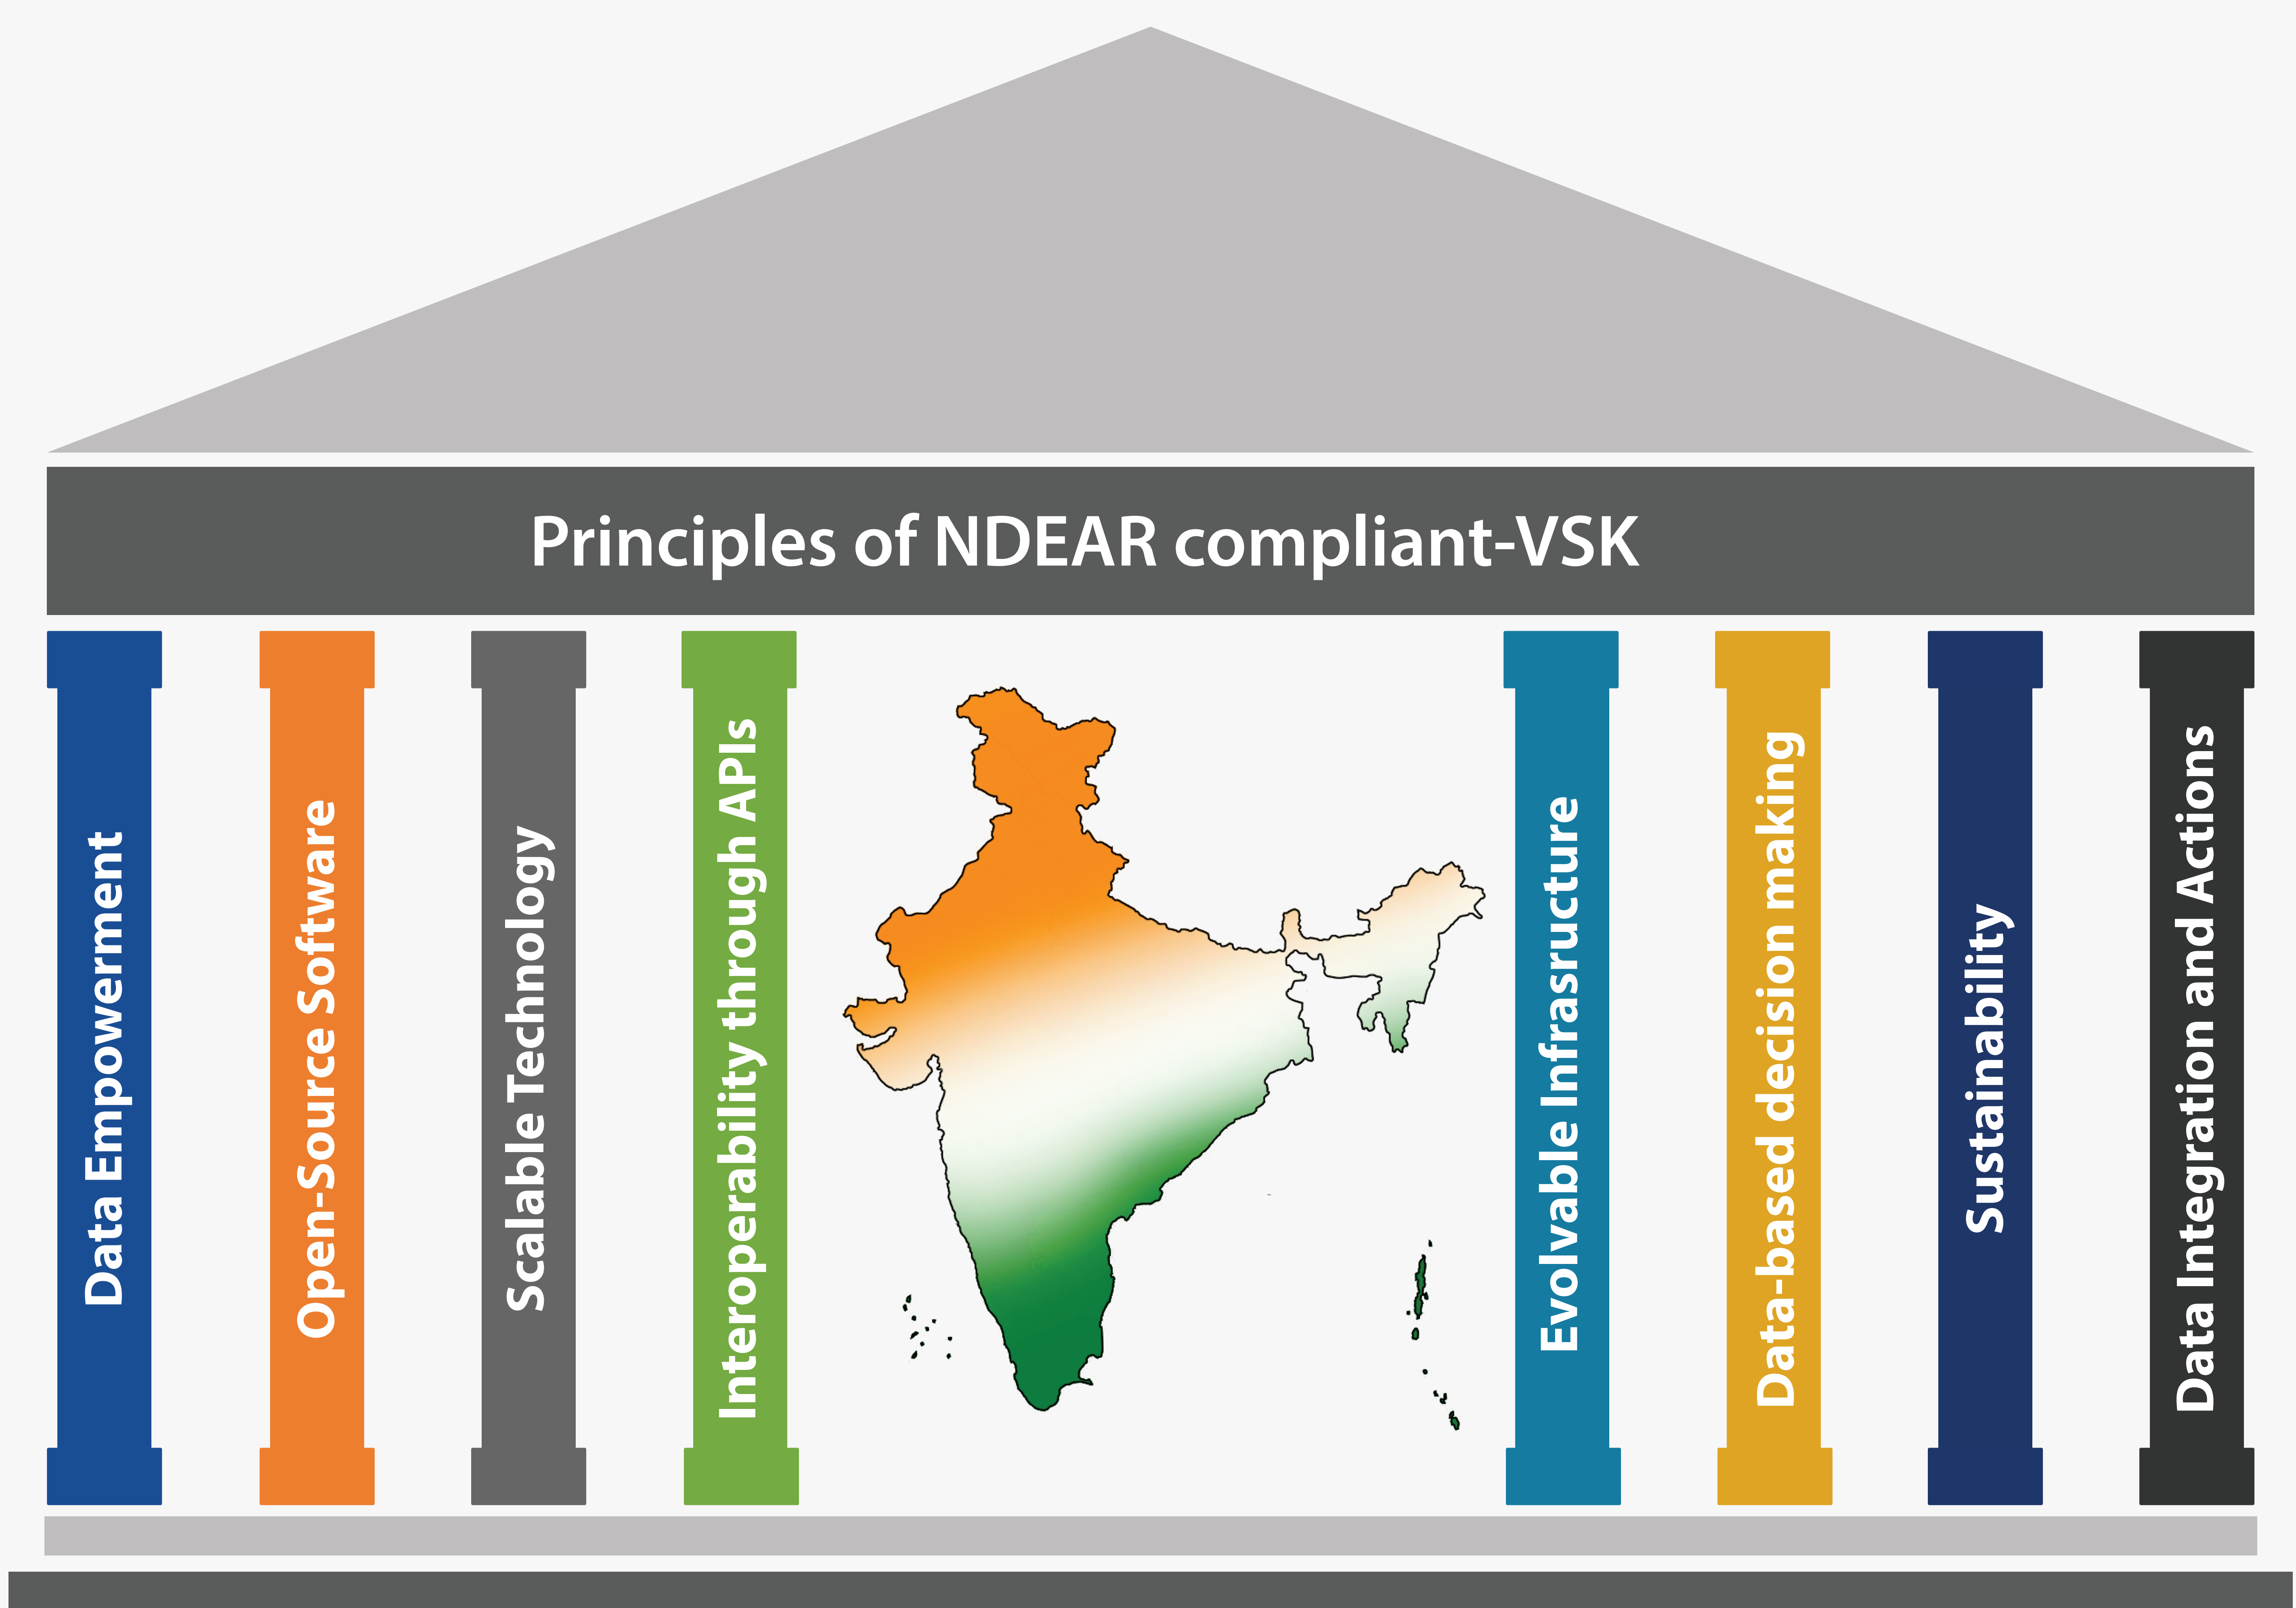 Principles of NDEAR compliant-VSK
Data Empowerment
Open-Source Software
Scalable Technology
Interoperability through APIs
Evolvable Infrasructure
Data-based decision making
Sustainability
Data Integration and Actions